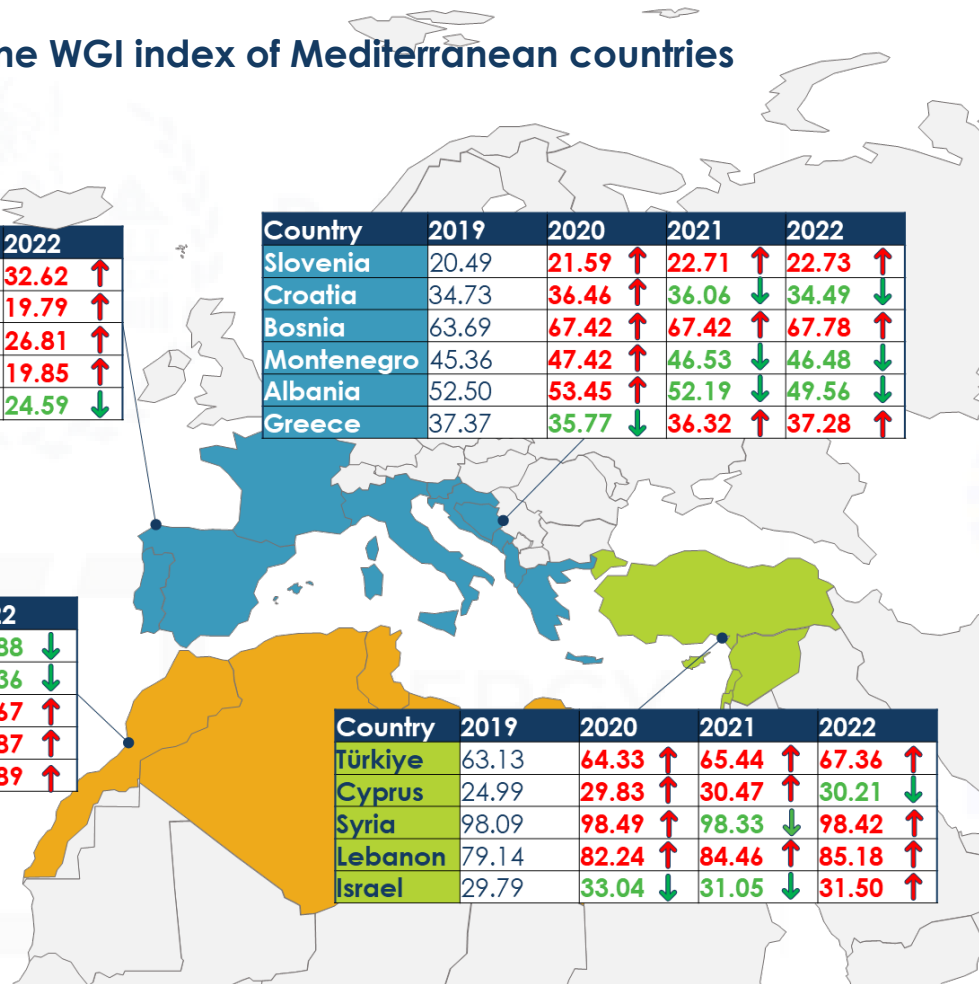 he WGI index of Mediterranean countries
Country 2019 2020 2021 2022
Slovenia 20.49 21.59 ↑ 22.71 ↑ 22.73 ↑
Croatia 34.73 36.46 ↑ 36.06 ↓ 34.49 ↓
Bosnia 63.69 67.42 ↑ 67.42 ↑ 67.78 ↑
Montenegro 45.36 47.42 ↑ 46.53 ↓ 46.48 ↓
Albania 52.50 53.45 ↑ 52.19 ↓ 49.56 ↓
Greece 37.37 35.77 ↓ 36.32 ↑ 37.28 ↑
2022
32.62 ↑
19.79 ↑
26.81 ↑
19.85 ↑
24.59 ↓
2
88 ↓
36 ↓
67 ↑
87 ↑
89 ↑
Country 2019 2020 2021 2022
Türkiye 63.13 64.33 ↑ 65.44 ↑ 67.36 ↑
Cyprus 24.99 29.83 ↑ 30.47 ↑ 30.21 ↓
Syria 98.09 98.49 ↑ 98.33 ↓ 98.42 ↑
Lebanon 79.14 82.24 ↑ 84.46 ↑ 85.18 ↑
Israel 29.79 33.04 ↓ 31.05 ↓ 31.50 ↑